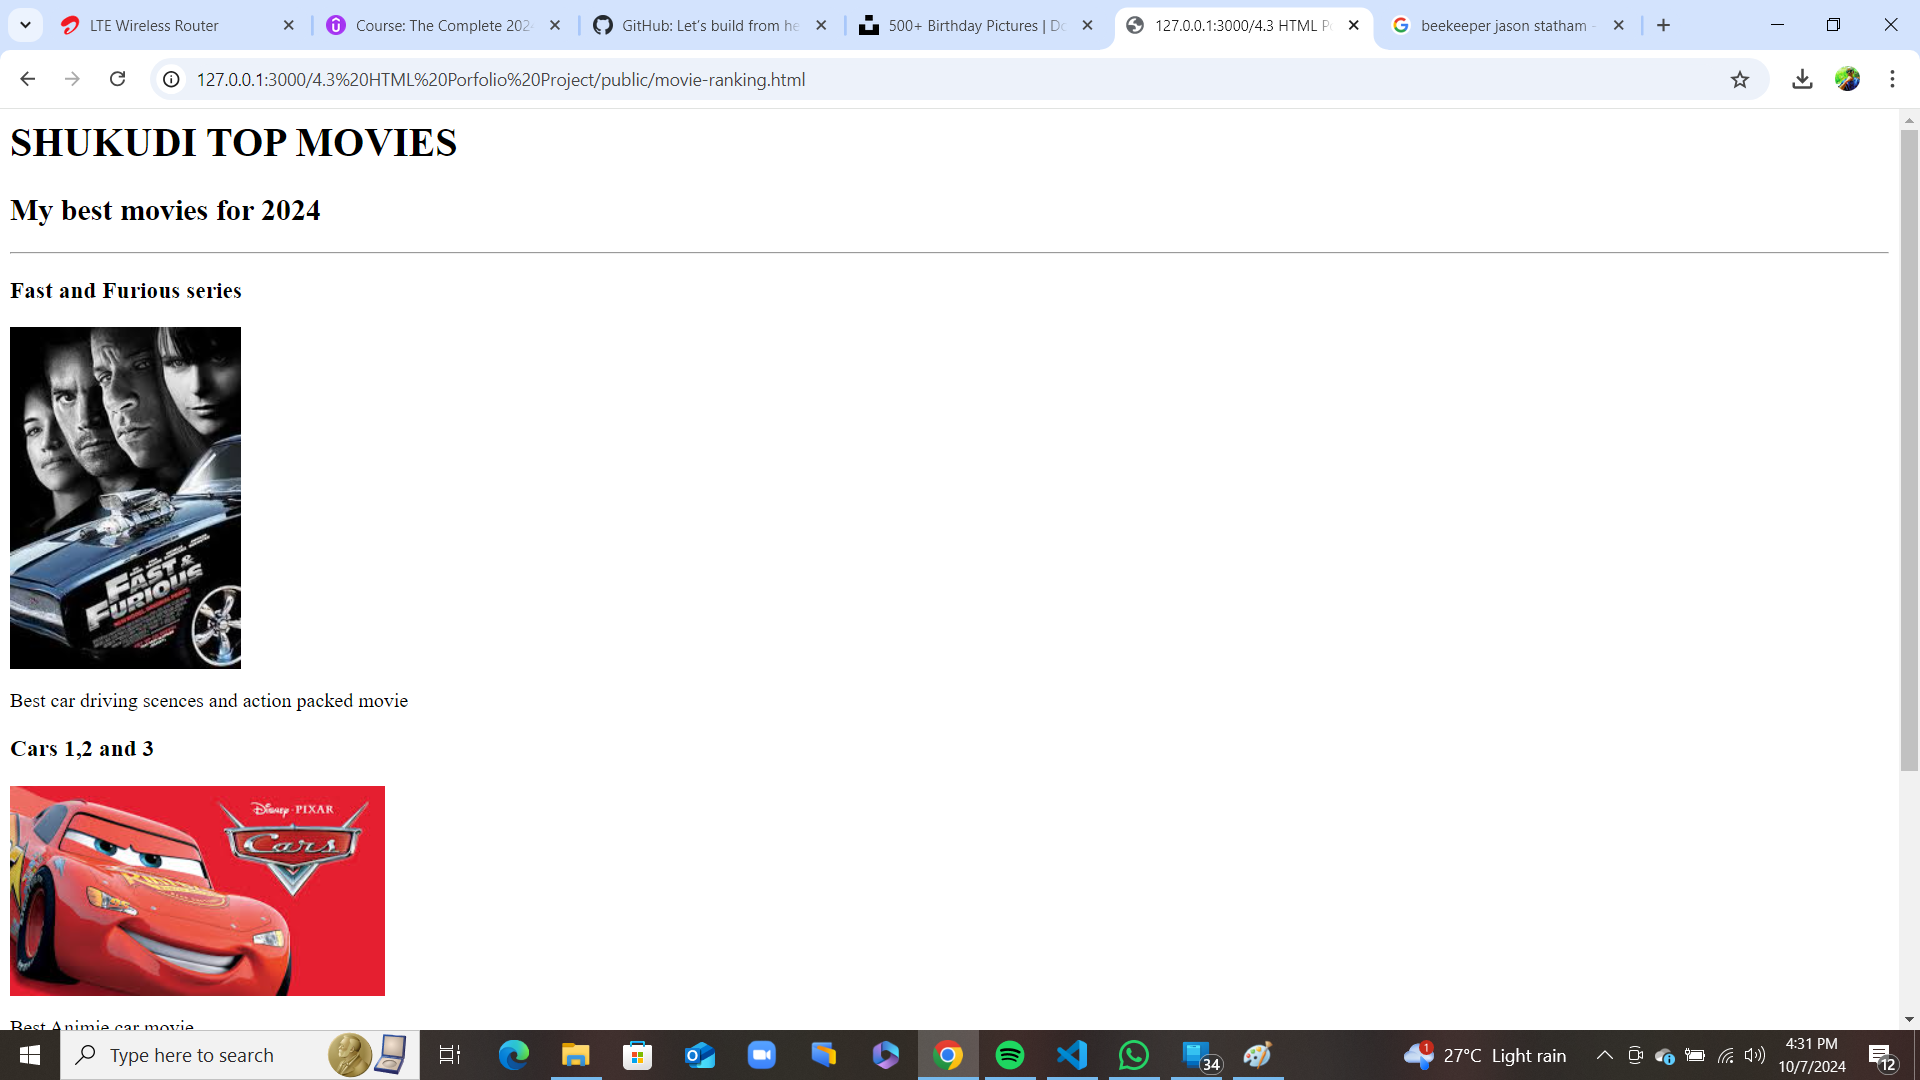 LTE Wireless Router
Course: The Complete 202
GitHub: Let's build from he
500+ Birthday Pictures | Do
127.0.0.1:3000/4.3 HTML Po
beekeeper jason statham -
127.0.0.1:3000/4.3%20HTML%20Porfolio%20Project/public/movie-ranking.html
SHUKUDI TOP MOVIES
My best movies for 2024
Fast and Furious series
FAST &
FURIOUS
Best car driving scences and action packed movie
Cars 1,2 and 3
DISNEY · PIXAR
Cars
Best Animie car movie
Type here to search
34
1
27°C Light rain
4:31 PM
10/7/2024
12